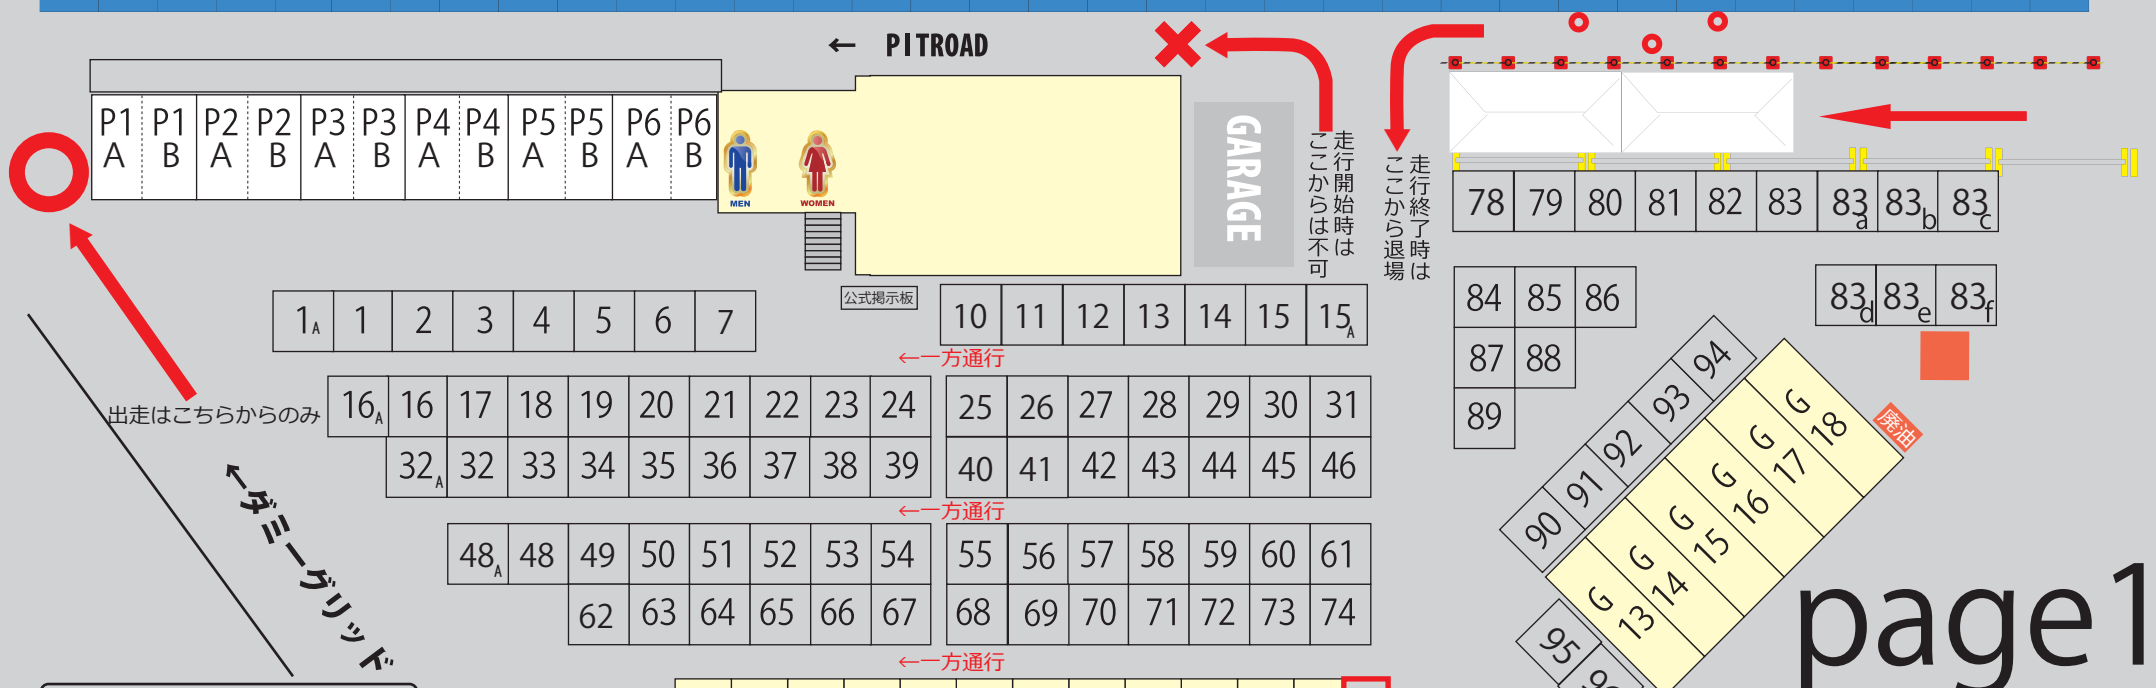 ← PITROAD
P1 A
P1 B
P2 A
P2 B
P3 A
P3 B
P4 A
P4 B
P5 A
P5 B
P6 A
P6 B
MEN
WOMEN
GARAGE
走行開始時は
ここからは不可
走行終了時は
ここから退場
78 79 80 81 82 83 83a 83b 83c
84 85 86
83d 83e 83f
87 88
89
公式掲示板
1A 1 2 3 4 5 6 7
10 11 12 13 14 15 15A
←一方通行
出走はこちらからのみ
16A 16 17 18 19 20 21 22 23 24
25 26 27 28 29 30 31
32A 32 33 34 35 36 37 38 39
40 41 42 43 44 45 46
←一方通行
←ダミーグリッド
48A 48 49 50 51 52 53 54
55 56 57 58 59 60 61
62 63 64 65 66 67
68 69 70 71 72 73 74
←一方通行
90 91 92 93 94
G 13
G 14
G 15
G 16
G 17
G 18
廃油
95
page1